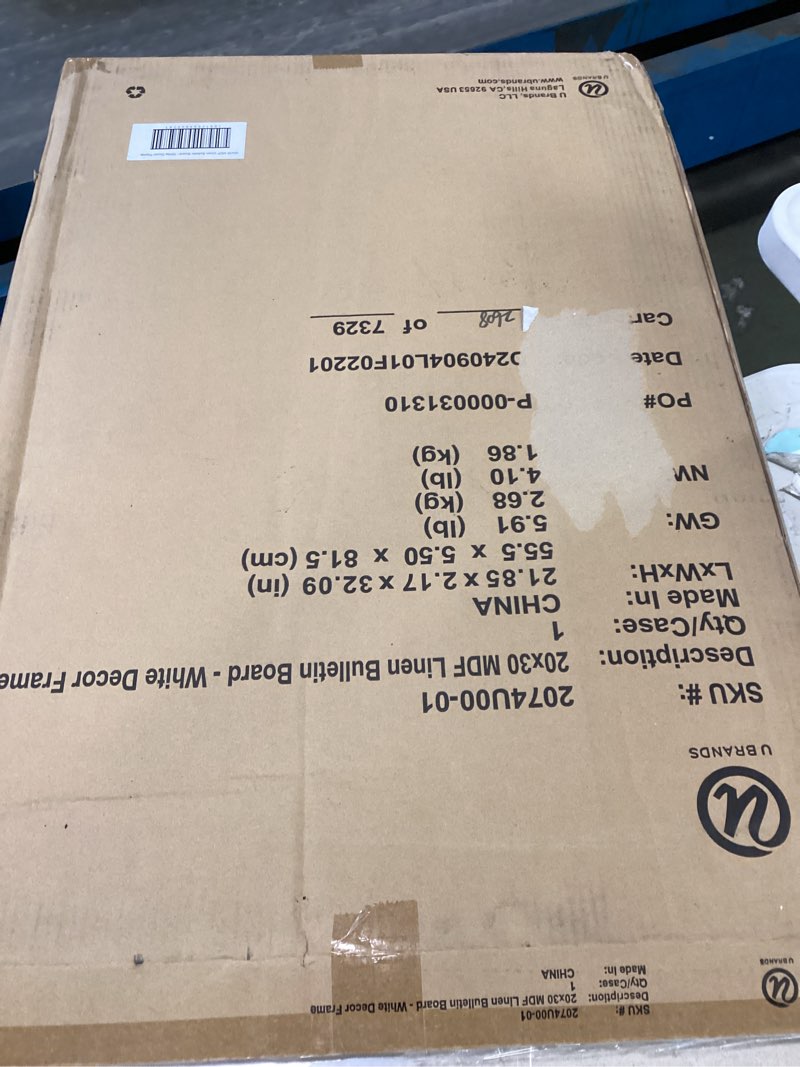 U BRANDS
SKU #: 2074U00-01
Description: 20x30 MDF Linen Bulletin Board - White Decor Frame
Qty/Case: 1
Made In: CHINA
LxWxH: 21.85 x 2.17 x 32.09 (in)
55.5 x 5.50 x 81.5 (cm)
GW: 5.91 (lb)
2.68 (kg)
NW 4.10 (lb)
1.86 (kg)
PO# P-000031310
Date D240904L01F02201
Car 2608 of 7329
U Brands, LLC
Laguna Hills, CA 92653 USA
www.ubrands.com
U BRANDS
U BRANDS
SKU #: 2074U00-01
Description: 20x30 MDF Linen Bulletin Board - White Decor Frame
Qty/Case: 1
Made In: CHINA